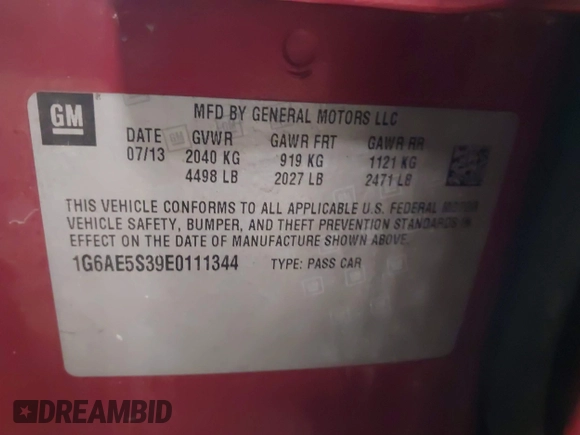 GM
MFD BY GENERAL MOTORS LLC
DATE GVWR GAWR FRT GAWR RR
07/13 2040 KG 919 KG 1121 KG
4498 LB 2027 LB 2471 LB
THIS VEHICLE CONFORMS TO ALL APPLICABLE U.S. FEDERAL MOTOR
VEHICLE SAFETY, BUMPER, AND THEFT PREVENTION STANDARDS IN
EFFECT ON THE DATE OF MANUFACTURE SHOWN ABOVE.
1G6AE5S39E0111344 TYPE: PASS CAR
DREAMBID